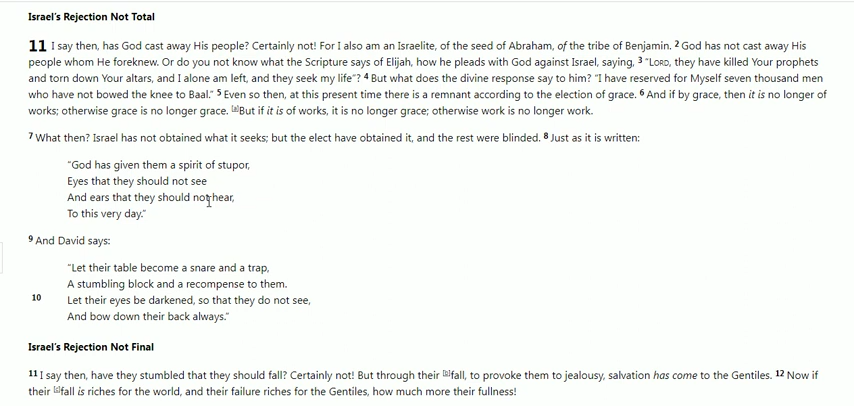 Israel's Rejection Not Total
11 I say then, has God cast away His people? Certainly not! For I also am an Israelite, of the seed of Abraham, of the tribe of Benjamin. 2 God has not cast away His
people whom He foreknew. Or do you not know what the Scripture says of Elijah, how he pleads with God against Israel, saying, 3 "LORD, they have killed Your prophets
and torn down Your altars, and I alone am left, and they seek my life"? 4 But what does the divine response say to him? "I have reserved for Myself seven thousand men
who have not bowed the knee to Baal." 5 Even so then, at this present time there is a remnant according to the election of grace. 6 And if by grace, then it is no longer of
works; otherwise grace is no longer grace. [a]But if it is of works, it is no longer grace; otherwise work is no longer work.
7 What then? Israel has not obtained what it seeks; but the elect have obtained it, and the rest were blinded. 8 Just as it is written:
"God has given them a spirit of stupor,
Eyes that they should not see
And ears that they should not hear,
To this very day."
9 And David says:
"Let their table become a snare and a trap,
A stumbling block and a recompense to them.
10 Let their eyes be darkened, so that they do not see,
And bow down their back always."
Israel's Rejection Not Final
11 I say then, have they stumbled that they should fall? Certainly not! But through their [b]fall, to provoke them to jealousy, salvation has come to the Gentiles. 12 Now if
their [c]fall is riches for the world, and their failure riches for the Gentiles, how much more their fullness!